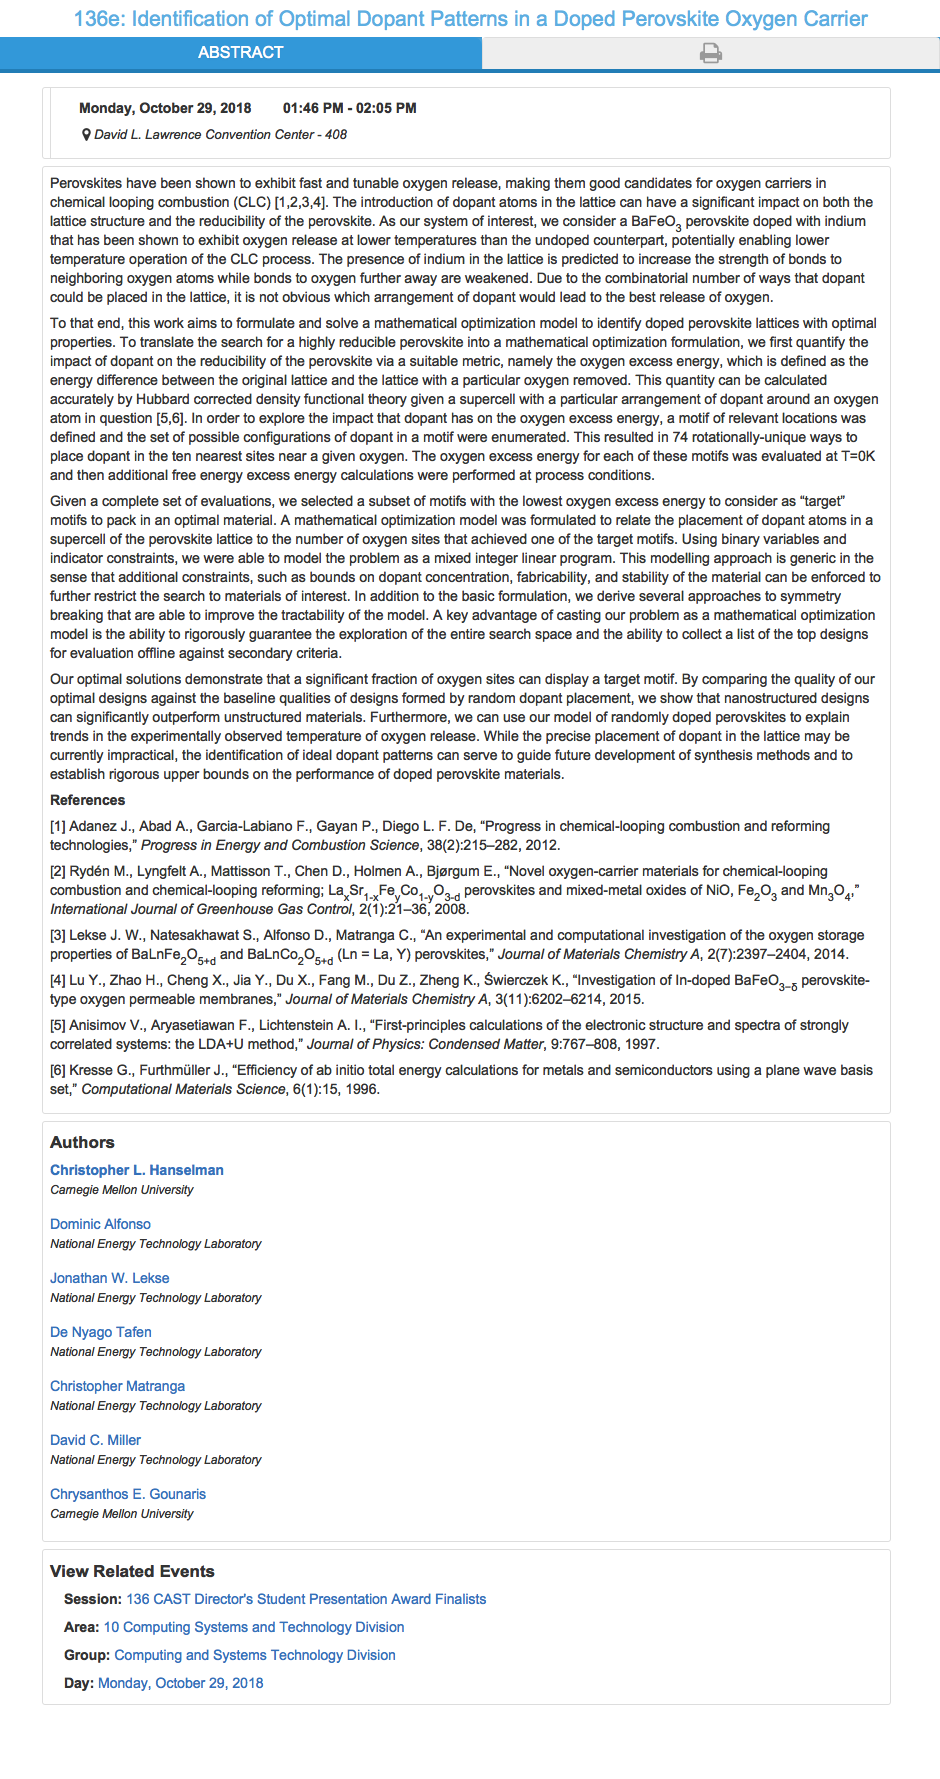 136e: Identification of Optimal Dopant Patterns in a Doped Perovskite Oxygen Carrier
ABSTRACT
Monday, October 29, 2018 01:46 PM - 02:05 PM
David L. Lawrence Convention Center - 408
Perovskites have been shown to exhibit fast and tunable oxygen release, making them good candidates for oxygen carriers in
chemical looping combustion (CLC) [1,2,3,4]. The introduction of dopant atoms in the lattice can have a significant impact on both the
lattice structure and the reducibility of the perovskite. As our system of interest, we consider a BaFeO3 perovskite doped with indium
that has been shown to exhibit oxygen release at lower temperatures than the undoped counterpart, potentially enabling lower
temperature operation of the CLC process. The presence of indium in the lattice is predicted to increase the strength of bonds to
neighboring oxygen atoms while bonds to oxygen further away are weakened. Due to the combinatorial number of ways that dopant
could be placed in the lattice, it is not obvious which arrangement of dopant would lead to the best release of oxygen.
To that end, this work aims to formulate and solve a mathematical optimization model to identify doped perovskite lattices with optimal
properties. To translate the search for a highly reducible perovskite into a mathematical optimization formulation, we first quantify the
impact of dopant on the reducibility of the perovskite via a suitable metric, namely the oxygen excess energy, which is defined as the
energy difference between the original lattice and the lattice with a particular oxygen removed. This quantity can be calculated
accurately by Hubbard corrected density functional theory given a supercell with a particular arrangement of dopant around an oxygen
atom in question [5,6]. In order to explore the impact that dopant has on the oxygen excess energy, a motif of relevant locations was
defined and the set of possible configurations of dopant in a motif were enumerated. This resulted in 74 rotationally-unique ways to
place dopant in the ten nearest sites near a given oxygen. The oxygen excess energy for each of these motifs was evaluated at T=0K
and then additional free energy excess energy calculations were performed at process conditions.
Given a complete set of evaluations, we selected a subset of motifs with the lowest oxygen excess energy to consider as “target”
motifs to pack in an optimal material. A mathematical optimization model was formulated to relate the placement of dopant atoms in a
supercell of the perovskite lattice to the number of oxygen sites that achieved one of the target motifs. Using binary variables and
indicator constraints, we were able to model the problem as a mixed integer linear program. This modelling approach is generic in the
sense that additional constraints, such as bounds on dopant concentration, fabricability, and stability of the material can be enforced to
further restrict the search to materials of interest. In addition to the basic formulation, we derive several approaches to symmetry
breaking that are able to improve the tractability of the model. A key advantage of casting our problem as a mathematical optimization
model is the ability to rigorously guarantee the exploration of the entire search space and the ability to collect a list of the top designs
for evaluation offline against secondary criteria.
Our optimal solutions demonstrate that a significant fraction of oxygen sites can display a target motif. By comparing the quality of our
optimal designs against the baseline qualities of designs formed by random dopant placement, we show that nanostructured designs
can significantly outperform unstructured materials. Furthermore, we can use our model of randomly doped perovskites to explain
trends in the experimentally observed temperature of oxygen release. While the precise placement of dopant in the lattice may be
currently impractical, the identification of ideal dopant patterns can serve to guide future development of synthesis methods and to
establish rigorous upper bounds on the performance of doped perovskite materials.
References
[1] Adanez J., Abad A., Garcia-Labiano F., Gayan P., Diego L. F. De, “Progress in chemical-looping combustion and reforming
technologies,” Progress in Energy and Combustion Science, 38(2):215–282, 2012.
[2] Rydén M., Lyngfelt A., Mattisson T., Chen D., Holmen A., Bjørgum E., “Novel oxygen-carrier materials for chemical-looping
combustion and chemical-looping reforming; LaxSr1-xFeyCo1-yO3-d perovskites and mixed-metal oxides of NiO, Fe2O3 and Mn3O4,”
International Journal of Greenhouse Gas Control, 2(1):21–36, 2008.
[3] Lekse J. W., Natesakhawat S., Alfonso D., Matranga C., “An experimental and computational investigation of the oxygen storage
properties of BaLnFe2O5+d and BaLnCo2O5+d (Ln = La, Y) perovskites,” Journal of Materials Chemistry A, 2(7):2397–2404, 2014.
[4] Lu Y., Zhao H., Cheng X., Jia Y., Du X., Fang M., Du Z., Zheng K., Świerczek K., “Investigation of In-doped BaFeO3–δ perovskite-
type oxygen permeable membranes,” Journal of Materials Chemistry A, 3(11):6202–6214, 2015.
[5] Anisimov V., Aryasetiawan F., Lichtenstein A. I., “First-principles calculations of the electronic structure and spectra of strongly
correlated systems: the LDA+U method,” Journal of Physics: Condensed Matter, 9:767–808, 1997.
[6] Kresse G., Furthmüller J., “Efficiency of ab initio total energy calculations for metals and semiconductors using a plane wave basis
set,” Computational Materials Science, 6(1):15, 1996.
Authors
Christopher L. Hanselman
Carnegie Mellon University
Dominic Alfonso
National Energy Technology Laboratory
Jonathan W. Lekse
National Energy Technology Laboratory
De Nyago Tafen
National Energy Technology Laboratory
Christopher Matranga
National Energy Technology Laboratory
David C. Miller
National Energy Technology Laboratory
Chrysanthos E. Gounaris
Carnegie Mellon University
View Related Events
Session: 136 CAST Director's Student Presentation Award Finalists
Area: 10 Computing Systems and Technology Division
Group: Computing and Systems Technology Division
Day: Monday, October 29, 2018